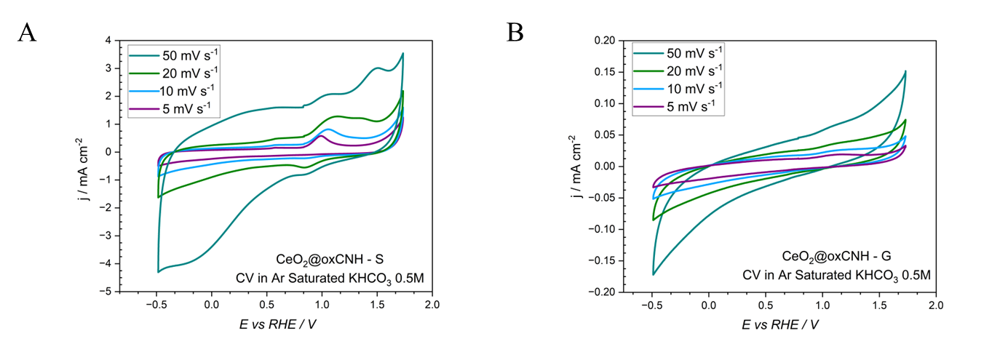 A
4
3
2
1
0
−1
−2
−3
−4
−5
j / mA cm-2
50 mV s-1
20 mV s-1
10 mV s-1
5 mV s-1
CeO2@oxCNH - S
CV in Ar Saturated KHCO3 0.5M
−0.5 0.0 0.5 1.0 1.5 2.0
E vs RHE / V
B
0.20
0.15
0.10
0.05
0.00
−0.05
−0.10
−0.15
−0.20
j / mA cm-2
50 mV s-1
20 mV s-1
10 mV s-1
5 mV s-1
CeO2@oxCNH - G
CV in Ar Saturated KHCO3 0.5M
−0.5 0.0 0.5 1.0 1.5 2.0
E vs RHE / V